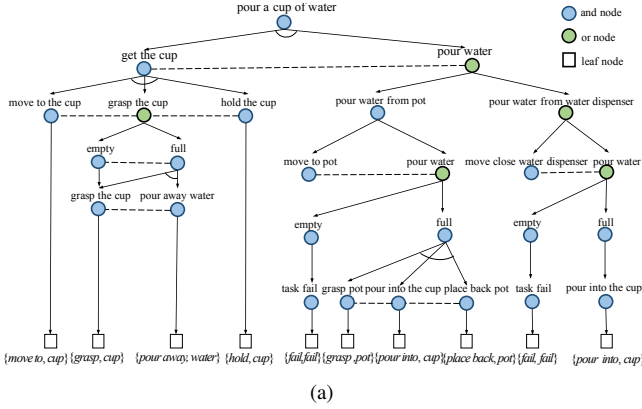 pour a cup of water
and node
or node
leaf node
get the cup
pour water
move to the cup
grasp the cup
hold the cup
pour water from pot
pour water from water dispenser
empty
full
move to pot
pour water
move close water dispenser
pour water
grasp the cup
pour away water
empty
full
empty
full
task fail
grasp pot
pour into the cup
place back pot
task fail
pour into the cup
{move to, cup}
{grasp, cup}
{pour away, water}
{hold, cup}
{fail,fail}
{grasp ,pot}
{pour into, cup}
{place back, pot}
{fail, fail}
{pour into, cup}
(a)